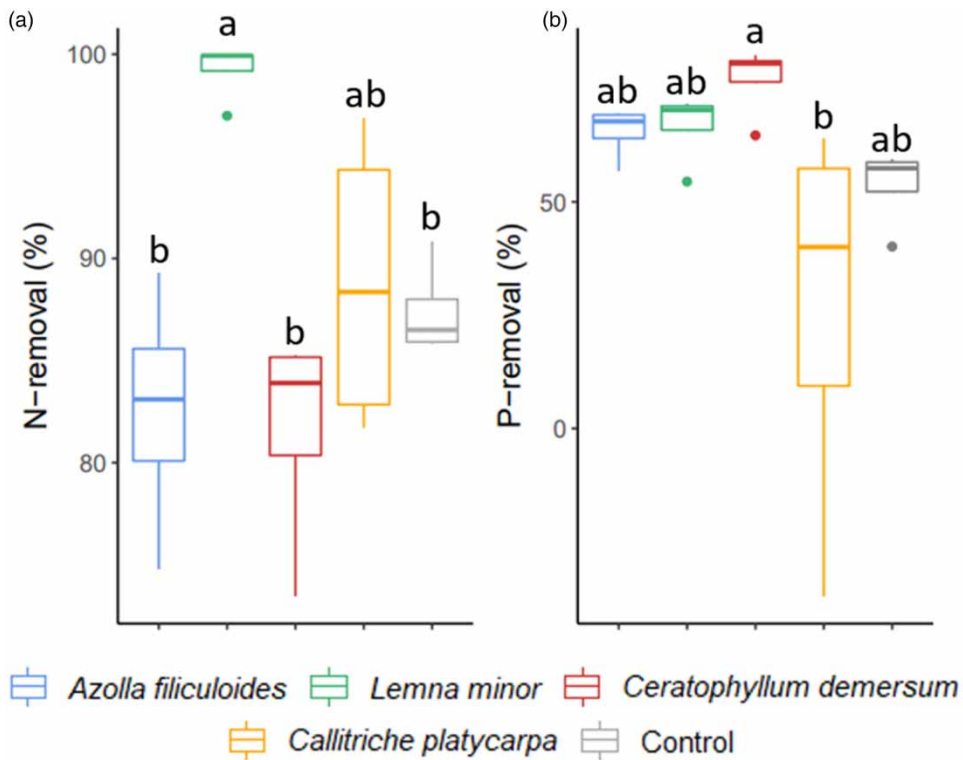 (a)
N−removal (%)
100
90
80
b
a
b
ab
b
(b)
P−removal (%)
50
0
ab
ab
a
b
ab
Azolla filiculoides
Lemna minor
Ceratophyllum demersum
Callitriche platycarpa
Control